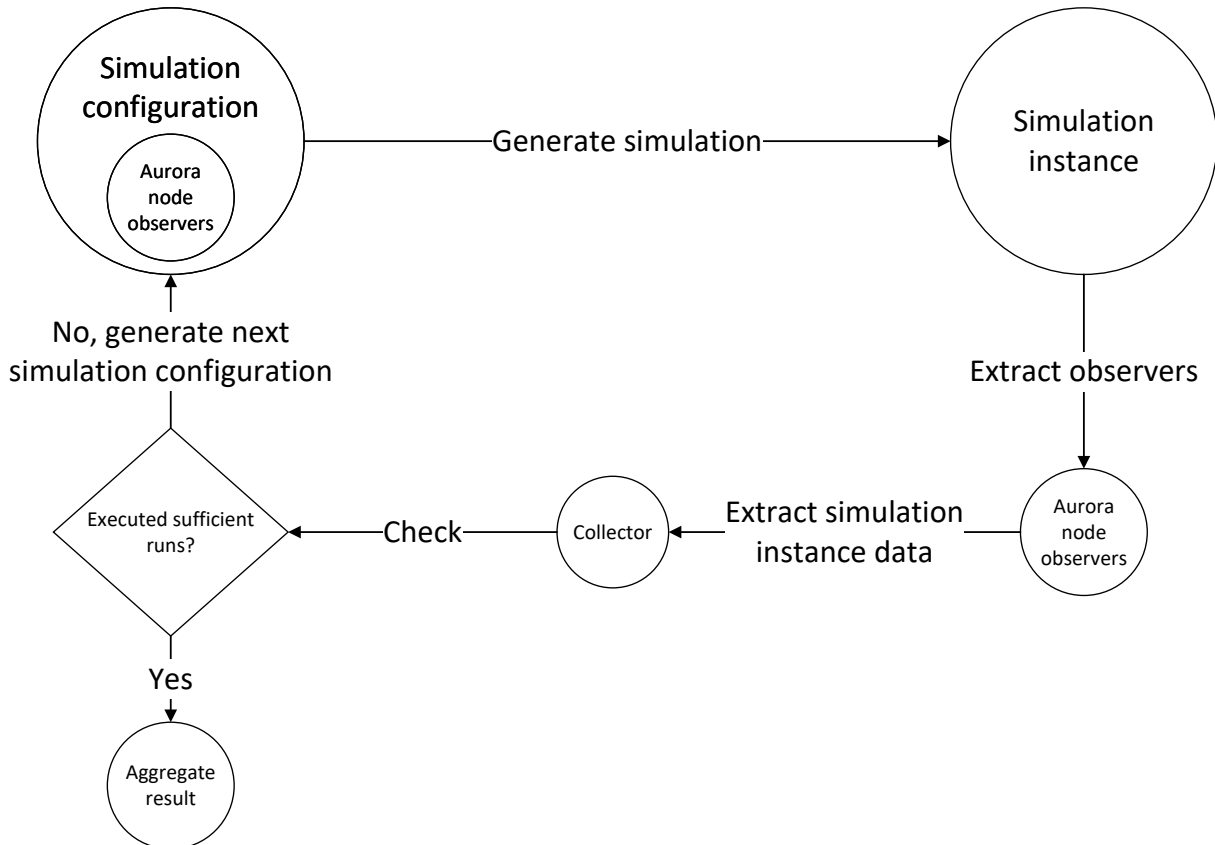 Simulation
configuration
Aurora
node
observers
Generate simulation
Simulation
instance
No, generate next
simulation configuration
Extract observers
Executed sufficient
runs?
Check
Collector
Extract simulation
instance data
Aurora
node
observers
Yes
Aggregate
result